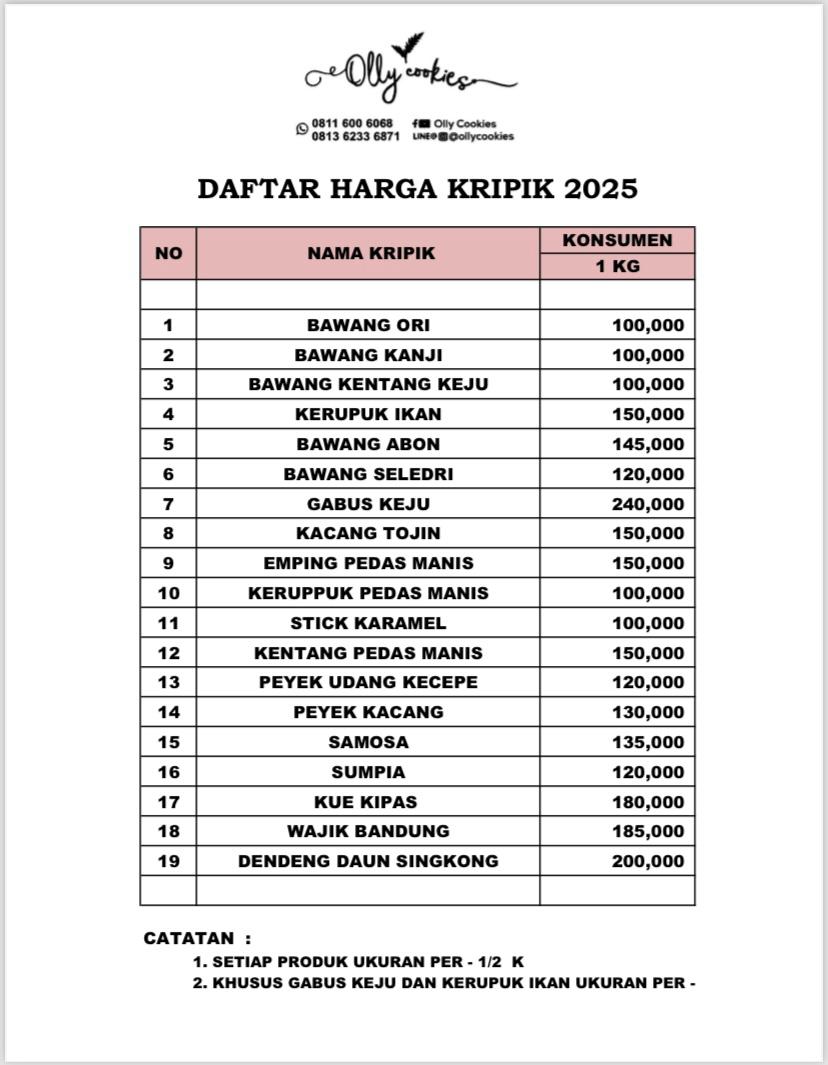 Olly cookies
0811 600 6068 Olly Cookies
0813 6233 6871 LINE@ @ollycookies
DAFTAR HARGA KRIPIK 2025
NO NAMA KRIPIK KONSUMEN
1 KG
1 BAWANG ORI 100,000
2 BAWANG KANJI 100,000
3 BAWANG KENTANG KEJU 100,000
4 KERUPUK IKAN 150,000
5 BAWANG ABON 145,000
6 BAWANG SELEDRI 120,000
7 GABUS KEJU 240,000
8 KACANG TOJIN 150,000
9 EMPING PEDAS MANIS 150,000
10 KERUPPUK PEDAS MANIS 100,000
11 STICK KARAMEL 100,000
12 KENTANG PEDAS MANIS 150,000
13 PEYEK UDANG KECEPE 120,000
14 PEYEK KACANG 130,000
15 SAMOSA 135,000
16 SUMPIA 120,000
17 KUE KIPAS 180,000
18 WAJIK BANDUNG 185,000
19 DENDENG DAUN SINGKONG 200,000
CATATAN :
1. SETIAP PRODUK UKURAN PER - 1/2 K
2. KHUSUS GABUS KEJU DAN KERUPUK IKAN UKURAN PER -